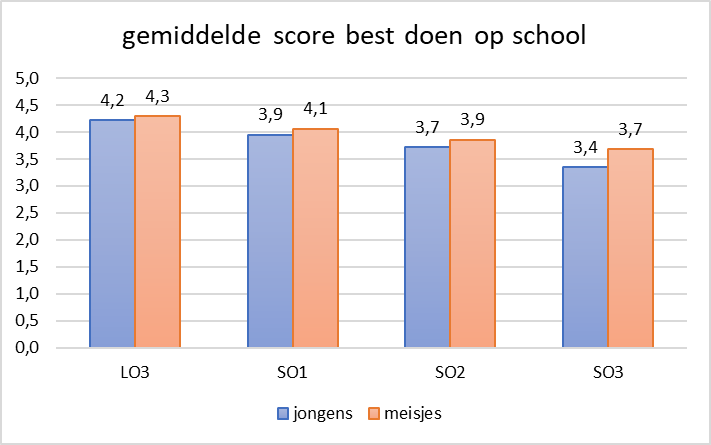 gemiddelde score best doen op school
5,0
4,5
4,0
3,5
3,0
2,5
2,0
1,5
1,0
0,5
0,0
4,2 4,3 3,9 4,1 3,7 3,9 3,4 3,7
LO3 SO1 SO2 SO3
jongens meisjes